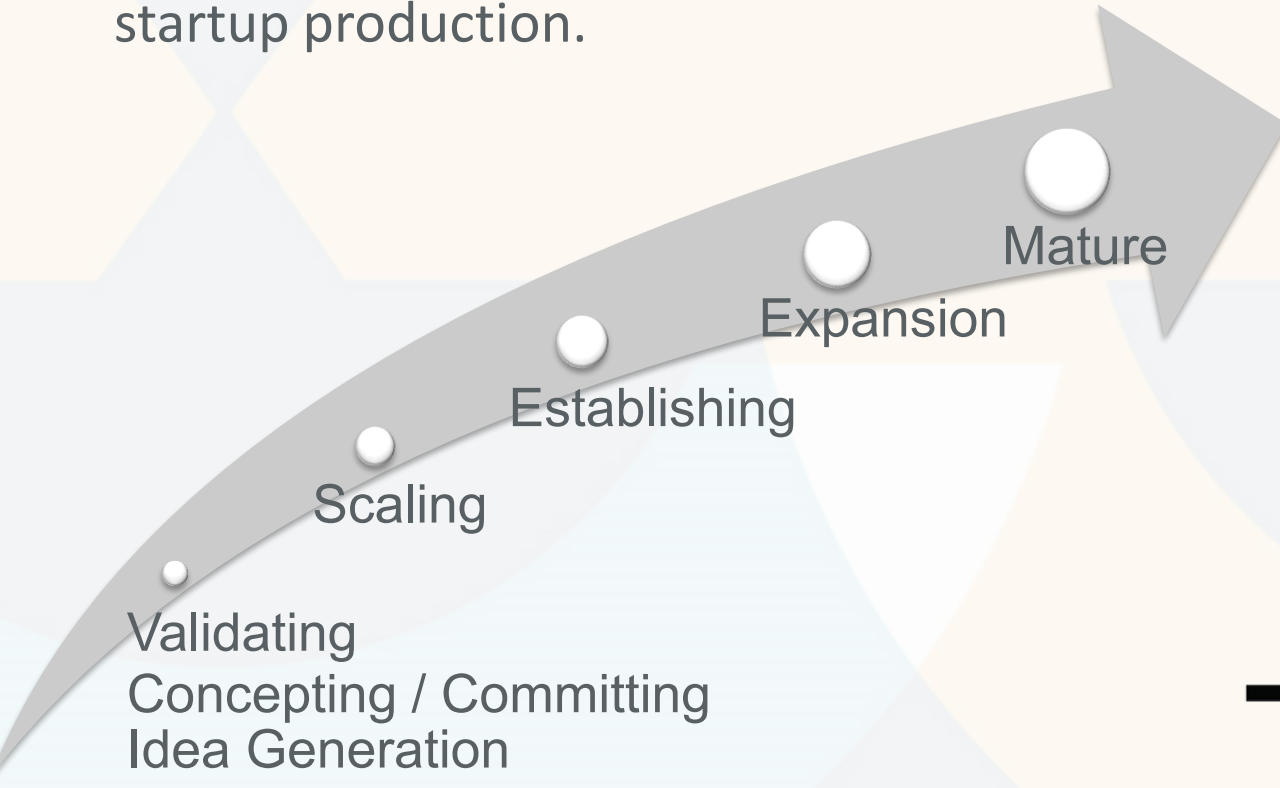 startup production.
Mature
Expansion
Establishing
Scaling
Validating
Concepting / Committing
Idea Generation